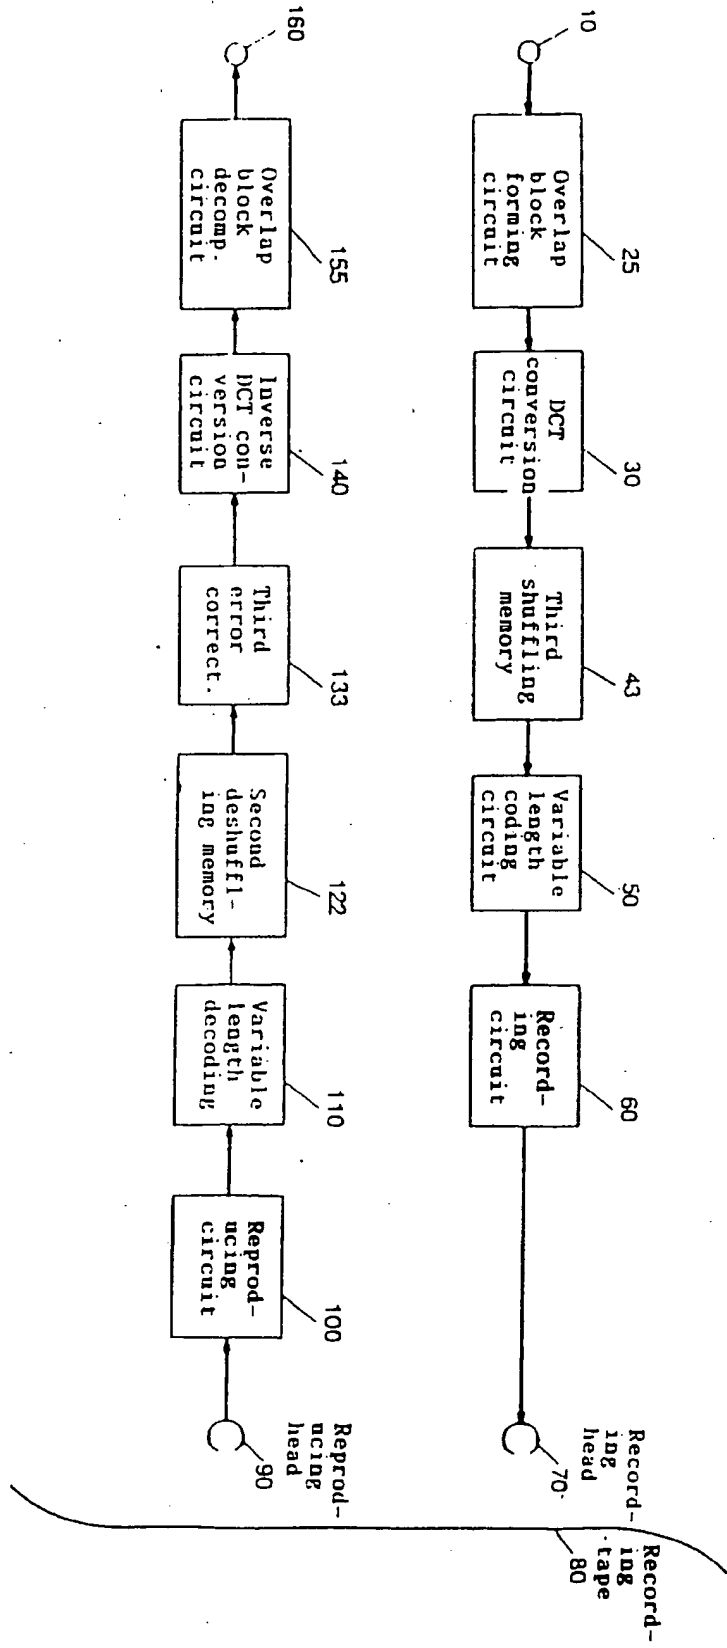 10
Overlap
block
forming
circuit
25
DCT
conversion
circuit
30
Third
shuffling
memory
43
Variable
length
coding
circuit
50
Record-
ing
circuit
60
Record-
ing
head
70
Record-
ing
tape
80
160
Overlap
block
decomp.
circuit
155
Inverse
DCT con-
version
circuit
140
Third
error
correct.
133
Second
deshuffl-
ing memory
122
Variable
length
decoding
110
Reprod-
ucing
circuit
100
Reprod-
ucing
head
90